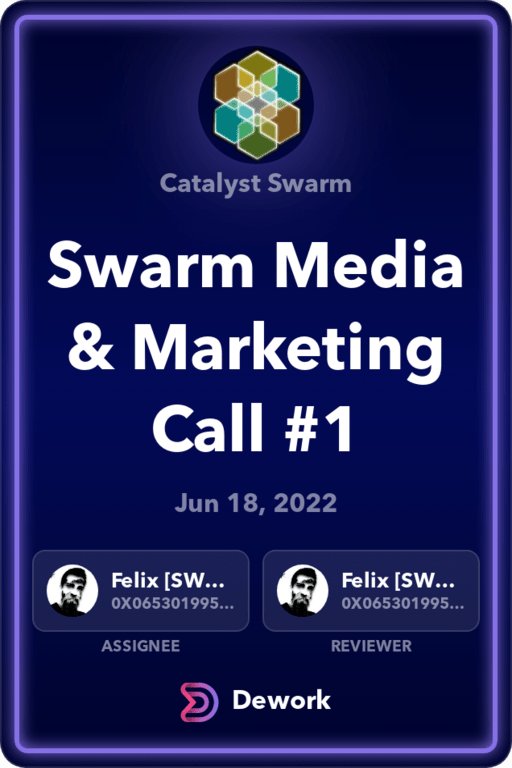 Catalyst Swarm
Swarm Media
& Marketing
Call #1
Jun 18, 2022
Felix [SW...
0X065301995...
ASSIGNEE
Felix [SW...
0X065301995...
REVIEWER
Dework